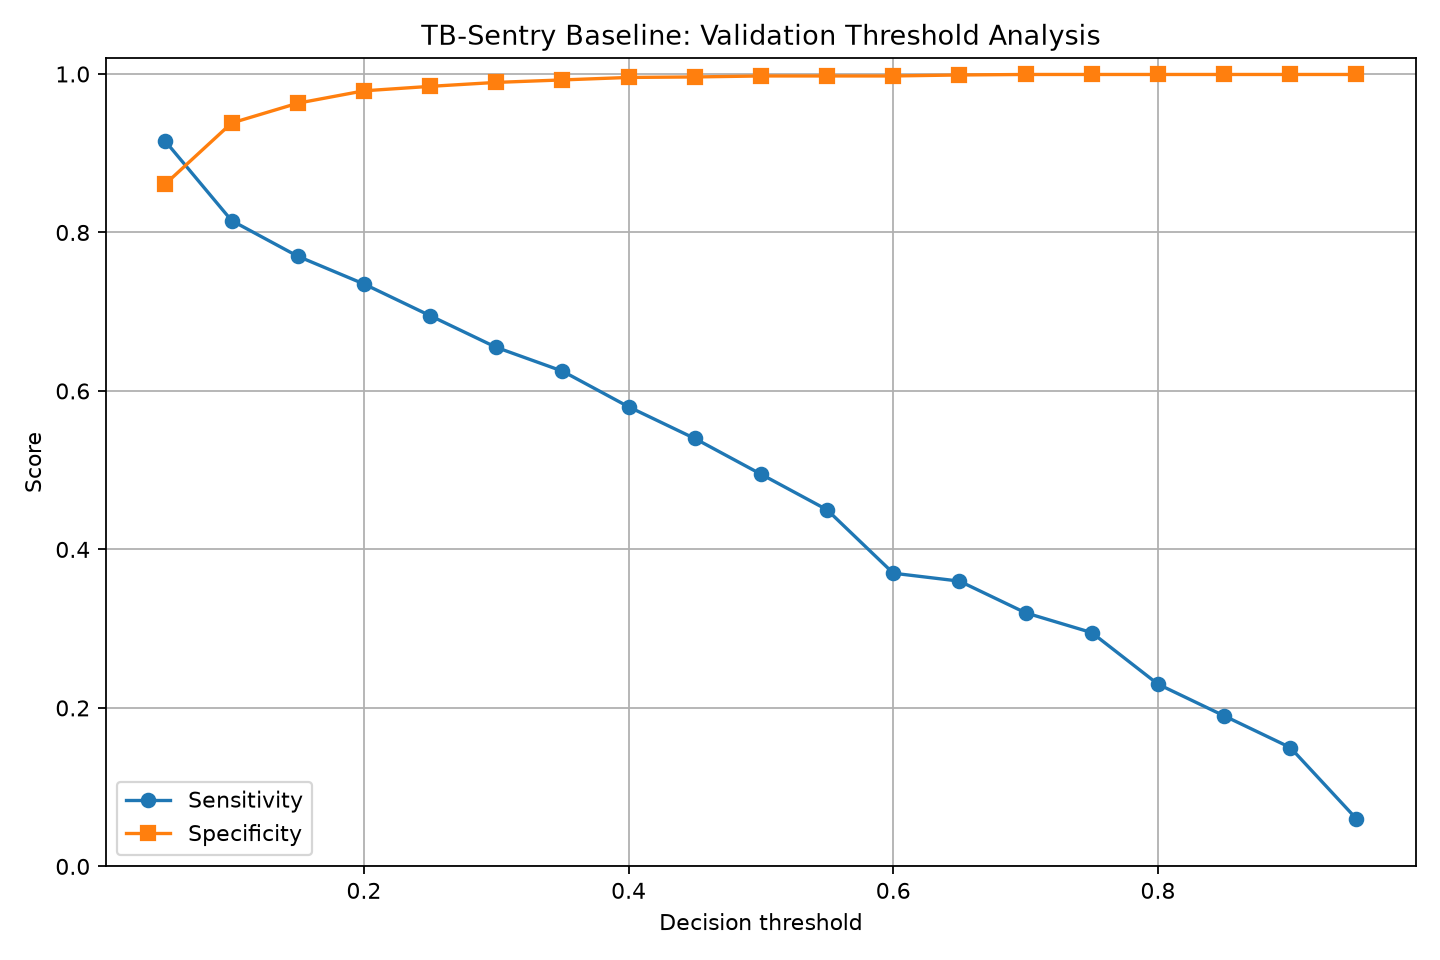 TB-Sentry Baseline: Validation Threshold Analysis
1.0
0.8
0.6
0.4
0.2
0.0
Score
Sensitivity
Specificity
0.2 0.4 0.6 0.8
Decision threshold